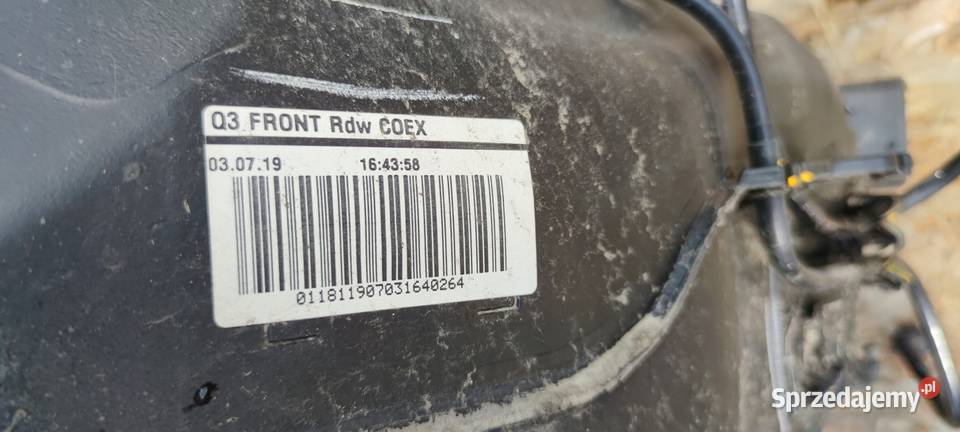 Q3 FRONT Rdw COEX
03.07.19 16:43:58
011811907031640264
Sprzedajemy.pl